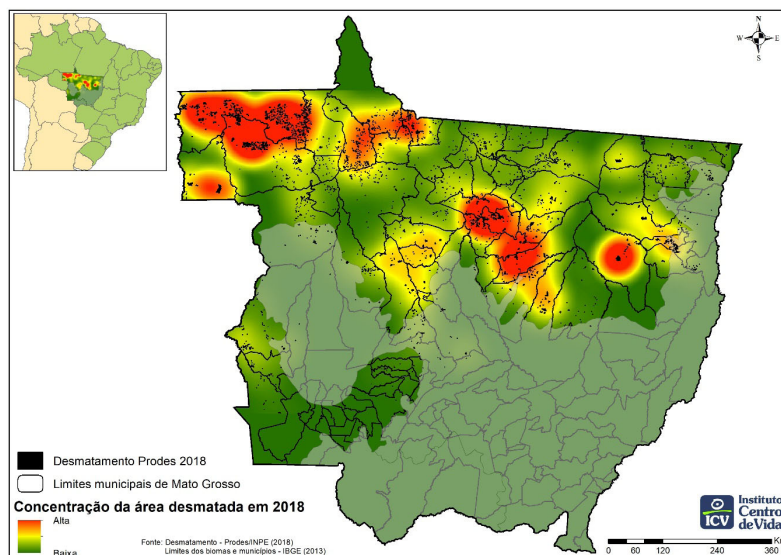 N
W E
S
Desmatamento Prodes 2018
Limites municipais de Mato Grosso
Concentração da área desmatada em 2018
Alta
Baixa
Fonte: Desmatamento - Prodes/INPE (2018)
Limites dos biomas e municípios - IBGE (2013)
ICV
Instituto
Centro
de Vida
0 60 120 240